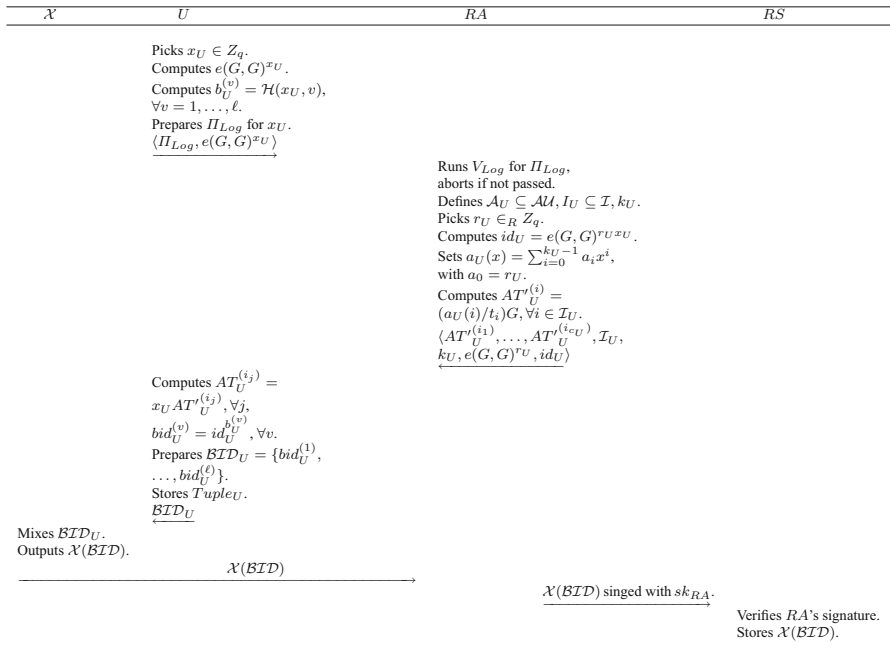 𝒳 U RA RS
Picks x_U ∈ Z_q.
Computes e(G, G)^{x_U}.
Computes b_U^{(v)} = ℋ(x_U, v),
∀v = 1, . . . , ℓ.
Prepares Π_{Log} for x_U.
⟨Π_{Log}, e(G, G)^{x_U}⟩
Runs V_{Log} for Π_{Log},
aborts if not passed.
Defines 𝒜_U ⊆ 𝒜𝒰, I_U ⊆ ℐ, k_U.
Picks r_U ∈_R Z_q.
Computes id_U = e(G, G)^{r_U x_U}.
Sets a_U(x) = ∑_{i=0}^{k_U−1} a_i x^i,
with a_0 = r_U.
Computes AT'_U^{(i)} =
(a_U(i)/t_i)G, ∀i ∈ ℐ_U.
⟨AT'_U^{(i_1)}, . . . , AT'_U^{(i_{c_U})}, ℐ_U,
k_U, e(G, G)^{r_U}, id_U⟩
Computes AT_U^{(i_j)} =
x_U AT'_U^{(i_j)}, ∀j,
bid_U^{(v)} = id_U^{b_U^{(v)}}, ∀v.
Prepares ℬℐ𝒟_U = {bid_U^{(1)},
. . . , bid_U^{(ℓ)}}.
Stores Tuple_U.
ℬℐ𝒟_U
Mixes ℬℐ𝒟_U.
Outputs 𝒳(ℬℐ𝒟).
𝒳(ℬℐ𝒟)
𝒳(ℬℐ𝒟) singed with sk_{RA}.
Verifies RA's signature.
Stores 𝒳(ℬℐ𝒟).